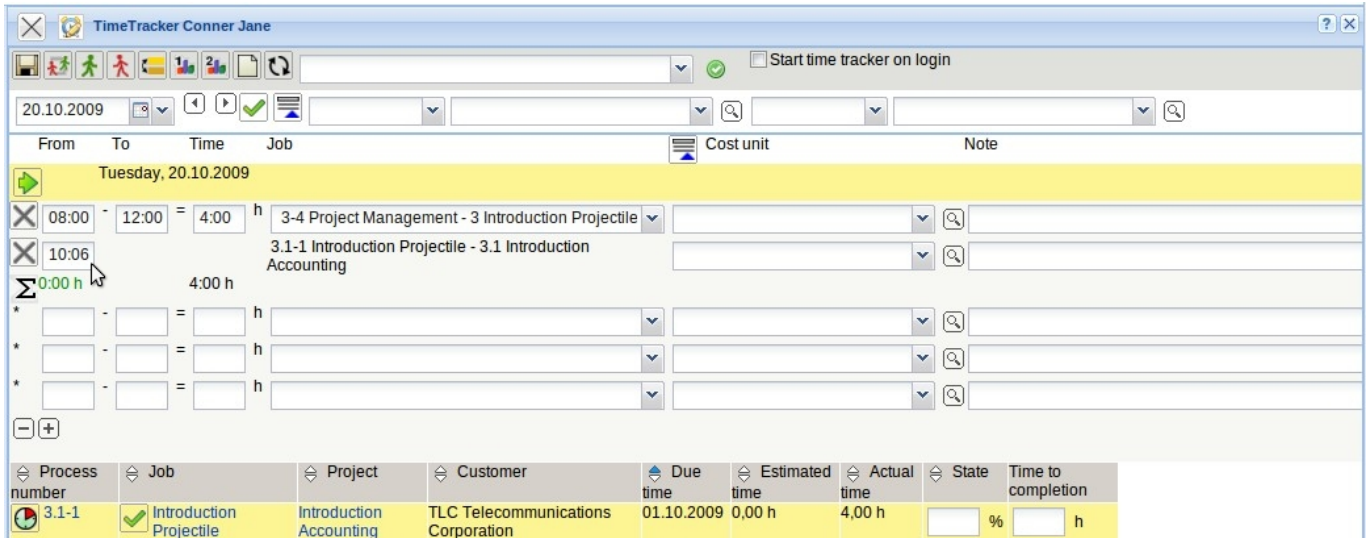 TimeTracker Conner Jane
Start time tracker on login
20.10.2009
From To Time Job Cost unit Note
Tuesday, 20.10.2009
08:00 - 12:00 = 4:00 h 3-4 Project Management - 3 Introduction Projectile
10:06 3.1-1 Introduction Projectile - 3.1 Introduction
Accounting
Σ 0:00 h 4:00 h
* - = h
* - = h
* - = h
Process Job Project Customer Due Estimated Actual State Time to
number time time time completion
3.1-1 Introduction Introduction TLC Telecommunications 01.10.2009 0,00 h 4,00 h % h
Projectile Accounting Corporation